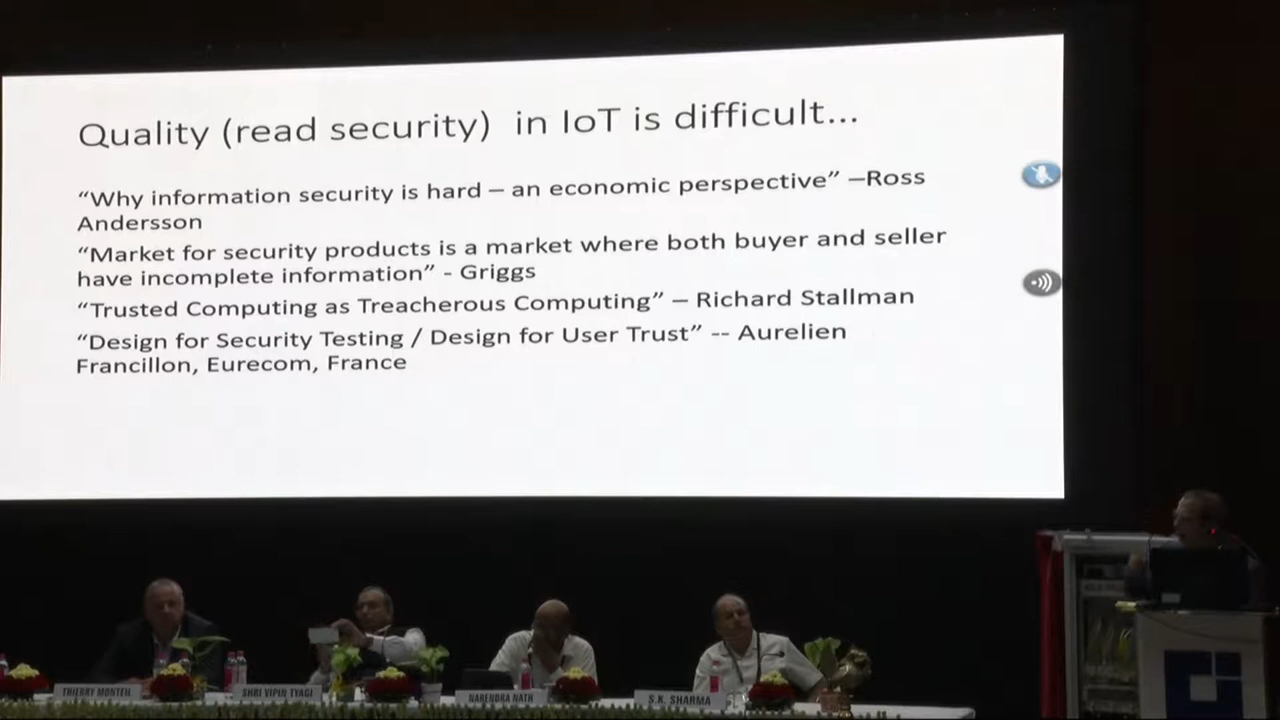 Quality (read security) in IoT is difficult...
“Why information security is hard – an economic perspective” –Ross
Andersson
“Market for security products is a market where both buyer and seller
have incomplete information” - Griggs
“Trusted Computing as Treacherous Computing” – Richard Stallman
“Design for Security Testing / Design for User Trust” -- Aurelien
Francillon, Eurecom, France
THIERRY MONTEIL
SHRI VIPIN TYAGI
NARENDRA NATH
S.K. SHARMA